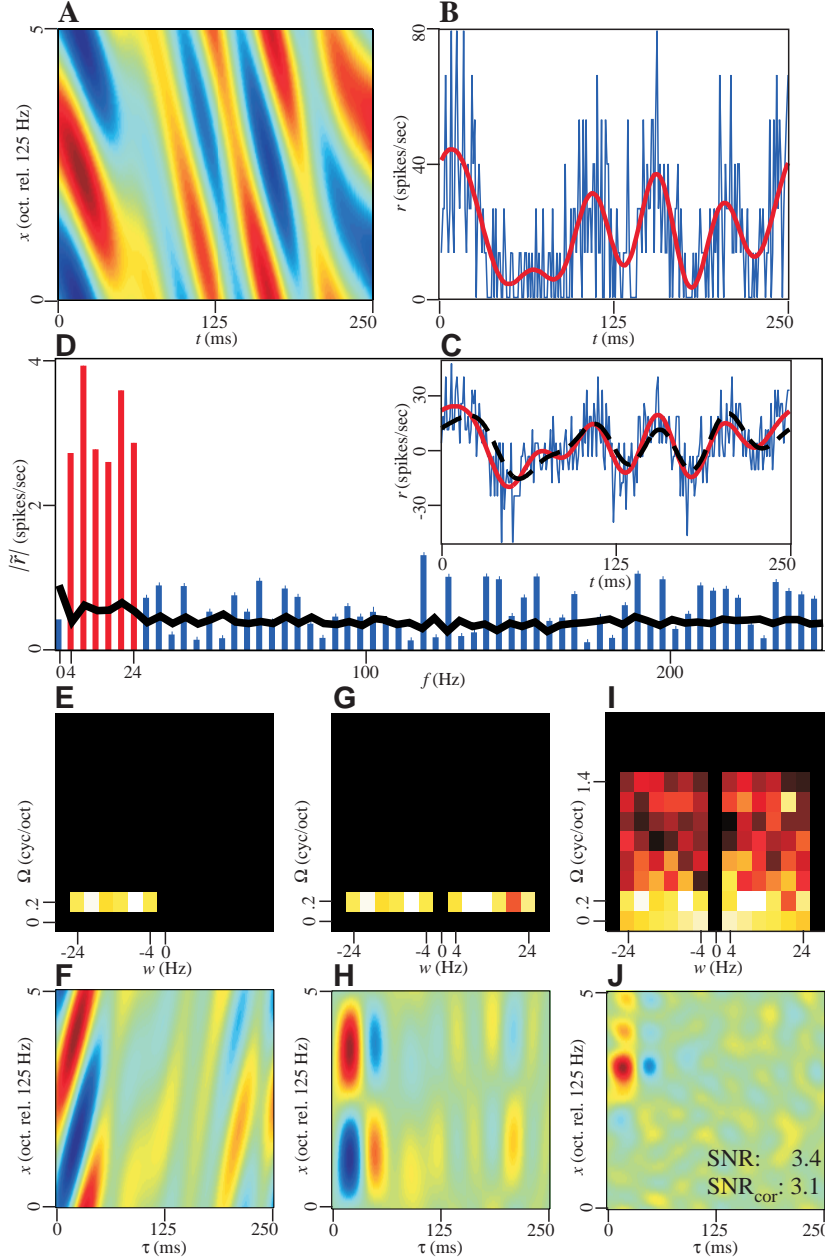 A
5
x (oct. rel. 125 Hz)
0
0
125
250
t (ms)
B
80
40
0
r (spikes/sec)
0
125
250
t (ms)
D
4
2
0
|r̃| (spikes/sec)
0 4
24
100
200
f (Hz)
C
30
0
-30
r (spikes/sec)
0
125
250
t (ms)
E
Ω (cyc/oct)
.2
0
-24
-4
0
w (Hz)
G
Ω (cyc/oct)
.2
0
-24
-4
4
24
w (Hz)
I
1.4
Ω (cyc/oct)
.2
0
-24
-4
4
24
w (Hz)
F
5
x (oct. rel. 125 Hz)
0
0
125
250
τ (ms)
H
5
x (oct. rel. 125 Hz)
0
0
125
250
τ (ms)
J
5
x (oct. rel. 125 Hz)
0
SNR: 3.4
SNRcor: 3.1
0
125
250
τ (ms)